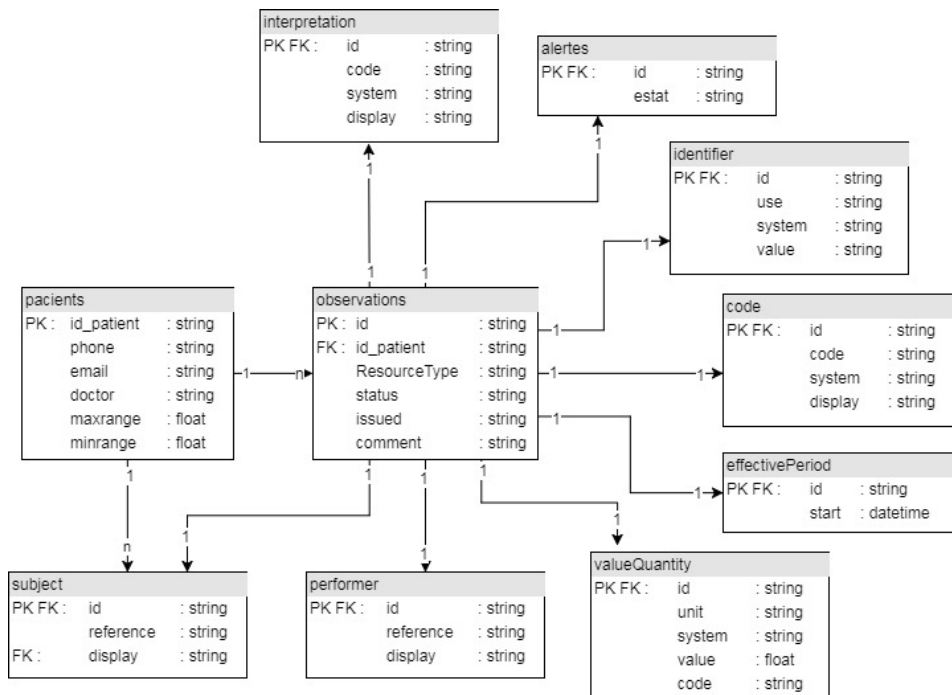 interpretation
PK FK : id : string
code : string
system : string
display : string
alertes
PK FK : id : string
estat : string
identifier
PK FK : id : string
use : string
system : string
value : string
pacients
PK : id_patient : string
phone : string
email : string
doctor : string
maxrange : float
minrange : float
observations
PK : id : string
FK : id_patient : string
ResourceType : string
status : string
issued : string
comment : string
code
PK FK : id : string
code : string
system : string
display : string
effectivePeriod
PK FK : id : string
start : datetime
subject
PK FK : id : string
reference : string
FK : display : string
performer
PK FK : id : string
reference : string
display : string
valueQuantity
PK FK : id : string
unit : string
system : string
value : float
code : string
1
1
1
1
1
1
1
n
1
1
1
1
1
n
1
1
1
1
1
1